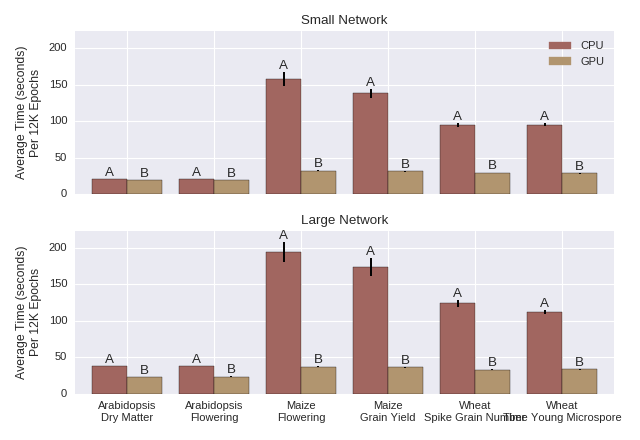 Small Network
Average Time (seconds)
Per 12K Epochs
200
150
100
50
0
CPU
GPU
A B A B A B A B A B A B
Large Network
Average Time (seconds)
Per 12K Epochs
200
150
100
50
0
A B A B A B A B A B A B
Arabidopsis
Dry Matter
Arabidopsis
Flowering
Maize
Flowering
Maize
Grain Yield
Wheat
Spike Grain Number
Wheat
Time Young Microspore